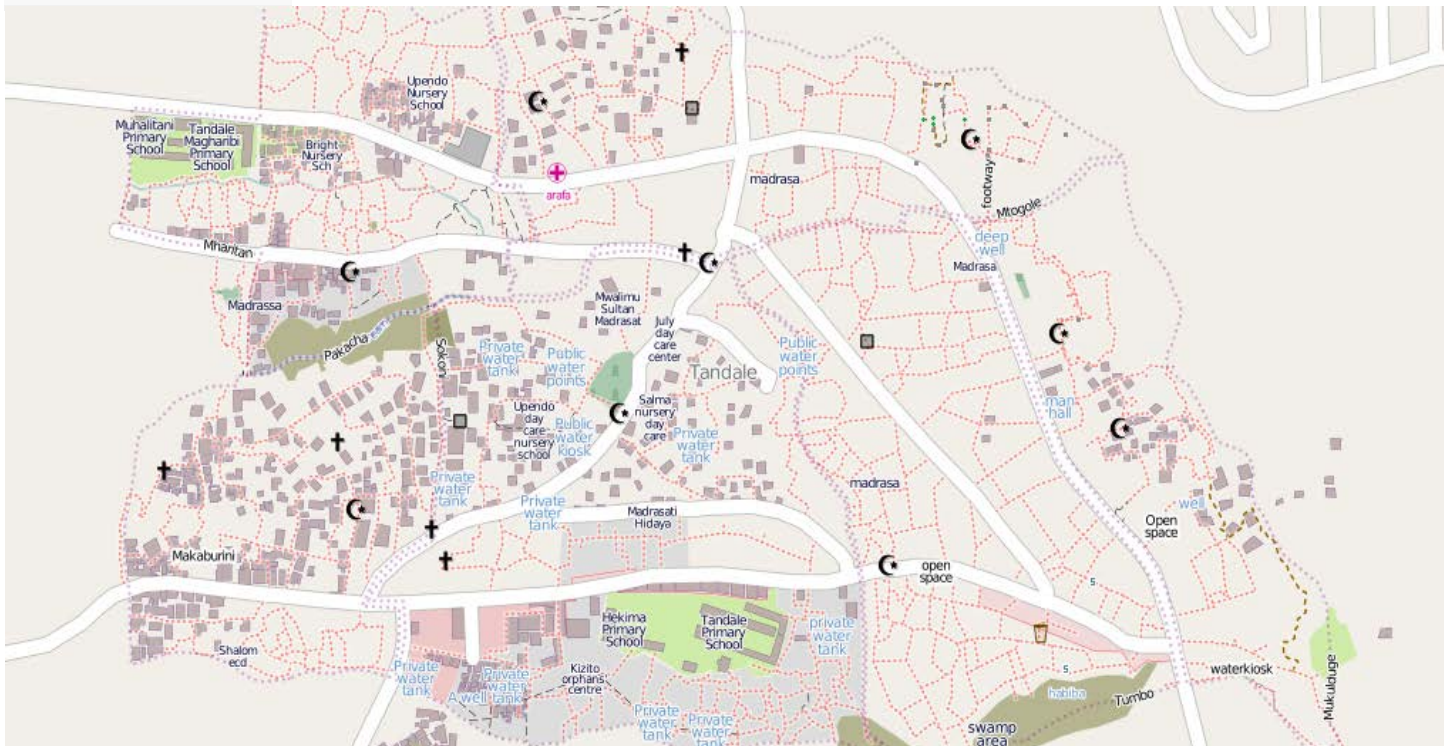 Upendo
Nursery
School
Muhalitani
Primary
School
Tandale
Magharibi
Primary
School
Bright
Nursery
Sch
arafa
madrasa
footway
Mtogole
deep
well
Madrasa
Mharitan
Madrassa
Mwalimu
Sultan
Madrasat
July
day
care
center
Pakacha
Sokoni
Private
water
tank
Public
water
points
Tandale
Public
water
points
Upendo
day
care
nursery
school
Public
water
kiosk
Salma
nursery
day
care
Private
water
tank
man
hall
Private
water
tank
Private
water
tank
madrasa
well
Open
space
Madrasati
Hidaya
Makaburini
open
space
5
Shalom
ecd
Hekima
Primary
School
Tandale
Primary
School
private
water
tank
Private
water
tank
A well
Private
water
tank
Kizito
orphans
centre
Private
water
tank
Private
water
tank
5
habiba
waterkiosk
Tumbo
Mukulduge
swamp
area